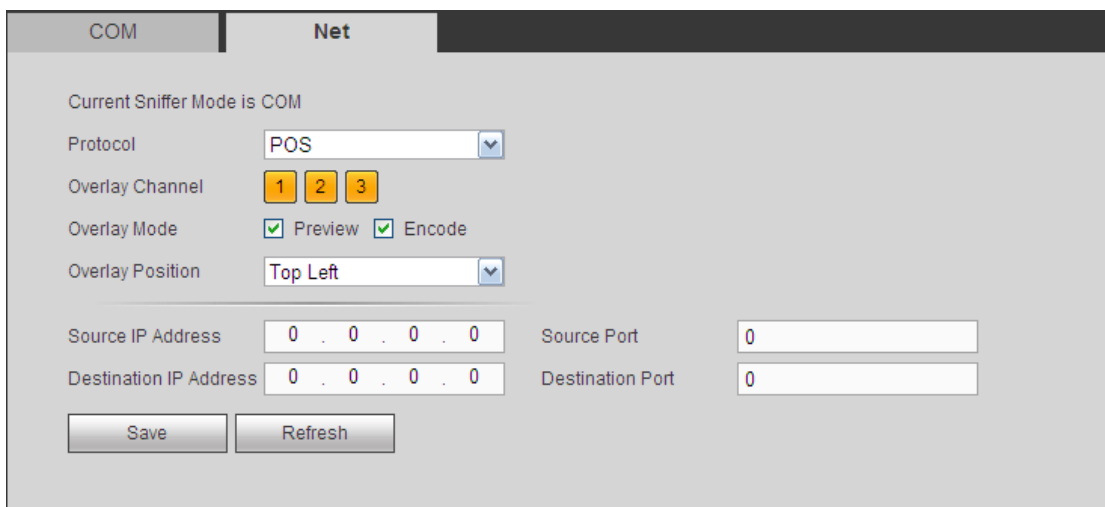 COM Net
Current Sniffer Mode is COM
Protocol POS
Overlay Channel 1 2 3
Overlay Mode Preview Encode
Overlay Position Top Left
Source IP Address 0 . 0 . 0 . 0 Source Port 0
Destination IP Address 0 . 0 . 0 . 0 Destination Port 0
Save Refresh